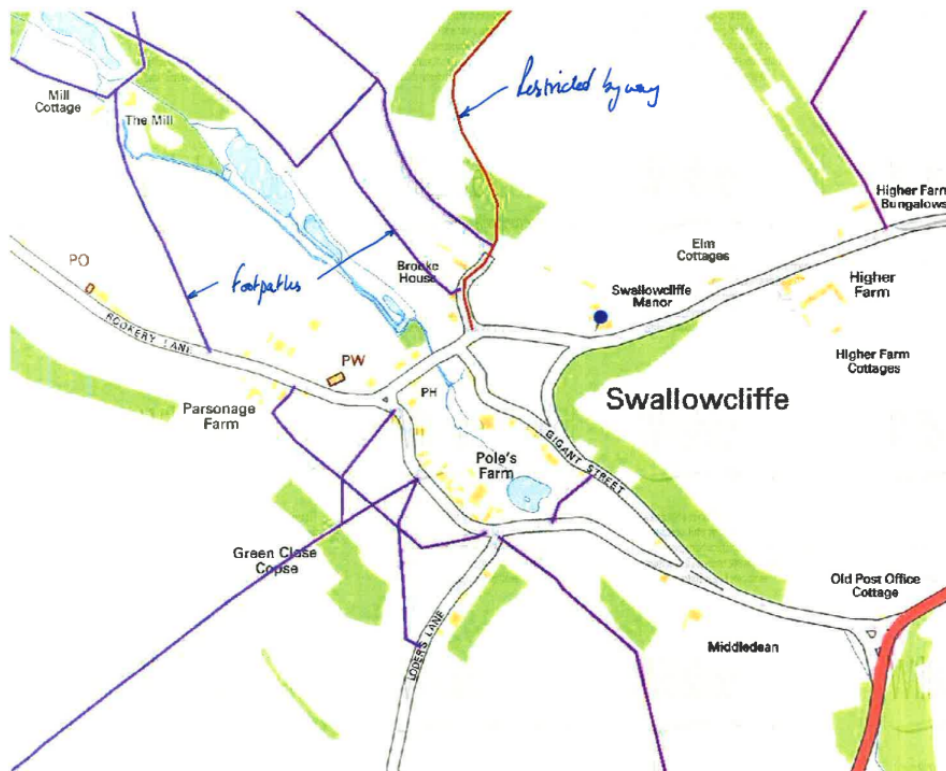 Restricted byway
Mill
Cottage
The Mill
Higher Farm
Bungalows
Elm
Cottages
PO
Footpaths
Brooke
House
Swallowcliffe
Manor
Higher
Farm
ROOKERY LANE
PW
Higher Farm
Cottages
PH
Parsonage
Farm
Swallowcliffe
Pole's
Farm
GIGANT STREET
Green Close
Copse
Old Post Office
Cottage
LODERS LANE
Middledean